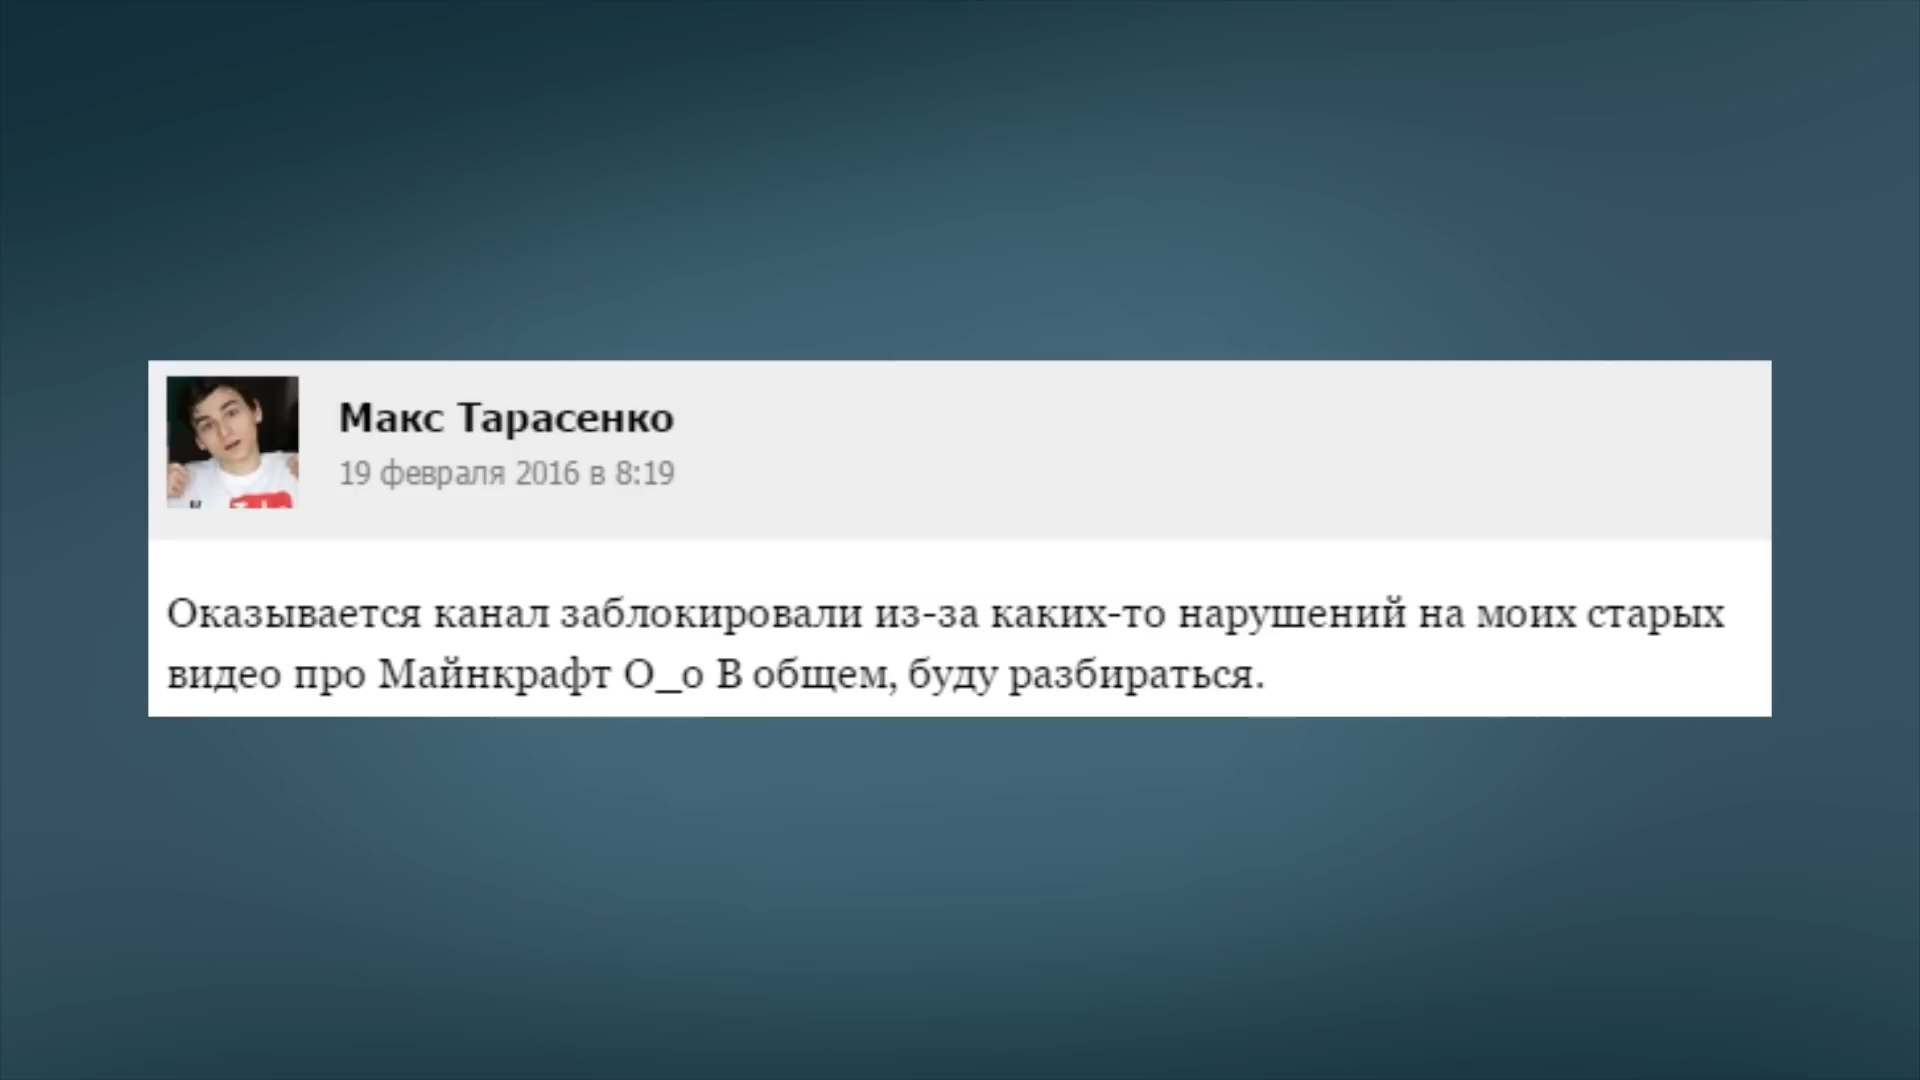 Макс Тарасенко
19 февраля 2016 в 8:19
Оказывается канал заблокировали из-за каких-то нарушений на моих старых
видео про Майнкрафт О_о В общем, буду разбираться.